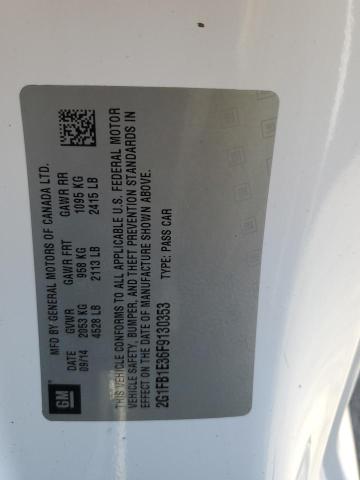 MFD BY GENERAL MOTORS OF CANADA LTD.
09/14 GVWR GAWR FRT GAWR RR
2053 KG 958 KG 1095 KG
4528 LB 2113 LB 2415 LB
THIS VEHICLE CONFORMS TO ALL APPLICABLE U.S. FEDERAL MOTOR
VEHICLE SAFETY, BUMPER, AND THEFT PREVENTION STANDARDS IN
EFFECT ON THE DATE OF MANUFACTURE SHOWN ABOVE.
2G1FB1E36F9130353 TYPE: PASS CAR
GM